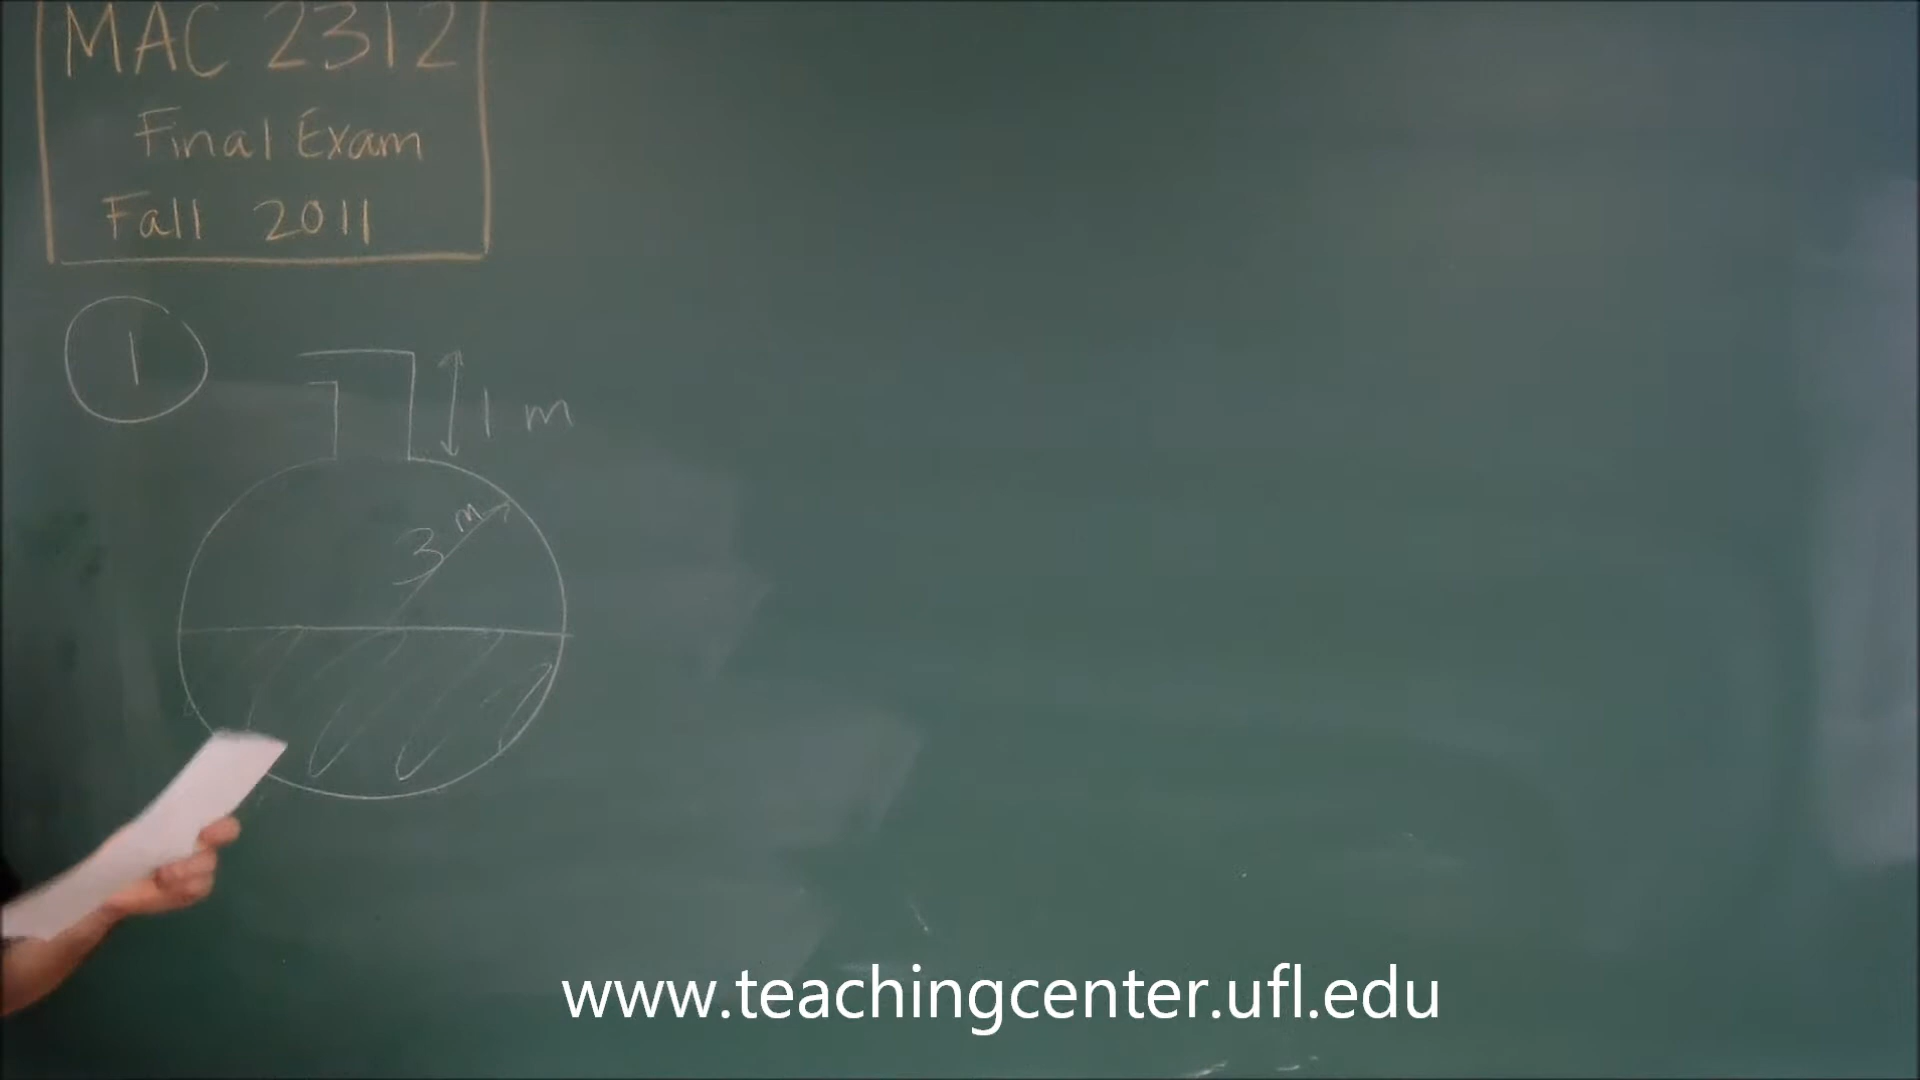 MAC 2312
Final Exam
Fall 2011
1
1 m
3 m
www.teachingcenter.ufl.edu